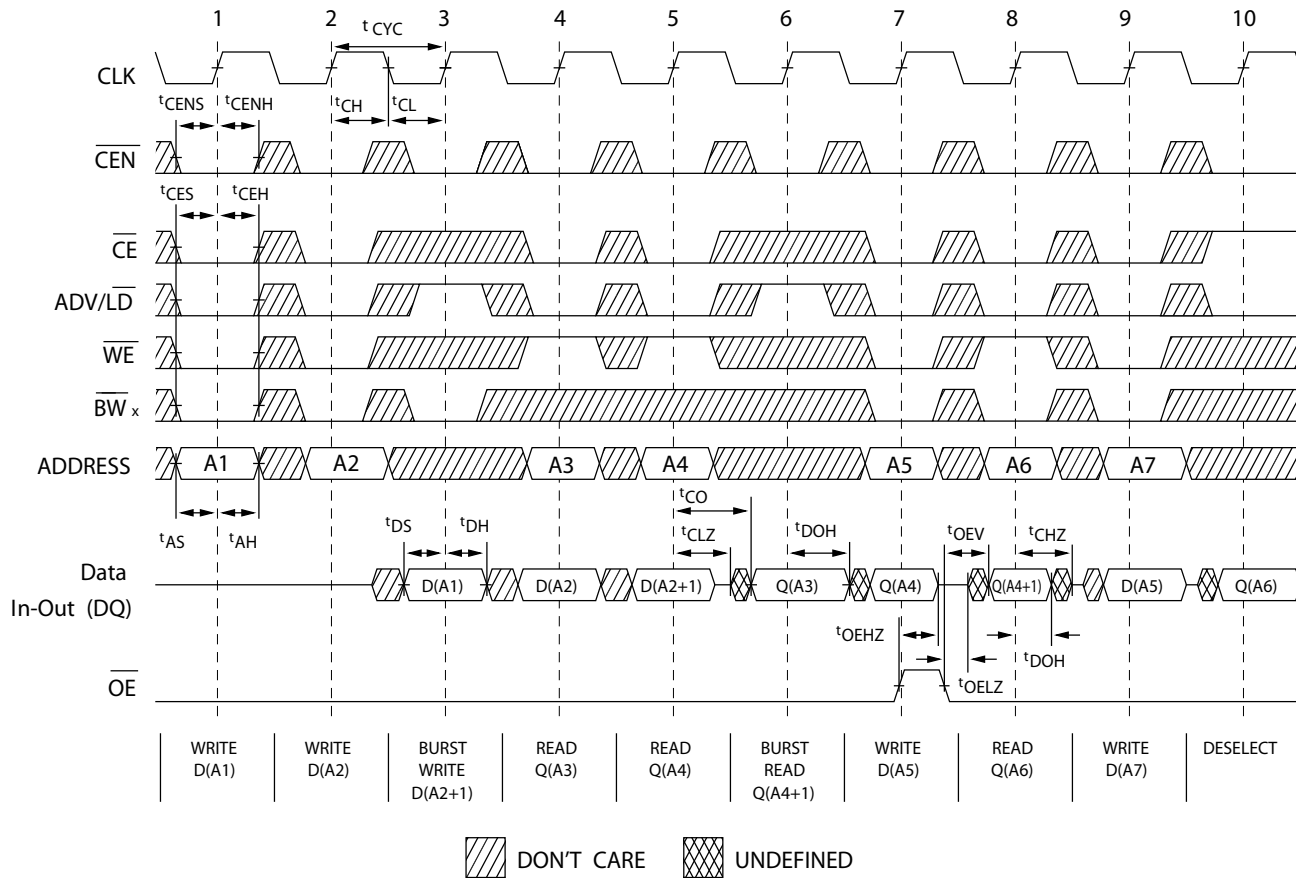 1 2 3 4 5 6 7 8 9 10
tCYC
CLK
tCENS tCENH tCH tCL
CEN
tCES tCEH
CE
ADV/LD
WE
BW x
ADDRESS A1 A2 A3 A4 A5 A6 A7
tCO
tAS tAH tDS tDH tCLZ tDOH tOEV tCHZ
Data In-Out (DQ) D(A1) D(A2) D(A2+1) Q(A3) Q(A4) Q(A4+1) D(A5) Q(A6)
tOEHZ tDOH
tOELZ
OE
WRITE D(A1)
WRITE D(A2)
BURST WRITE D(A2+1)
READ Q(A3)
READ Q(A4)
BURST READ Q(A4+1)
WRITE D(A5)
READ Q(A6)
WRITE D(A7)
DESELECT
DON'T CARE UNDEFINED